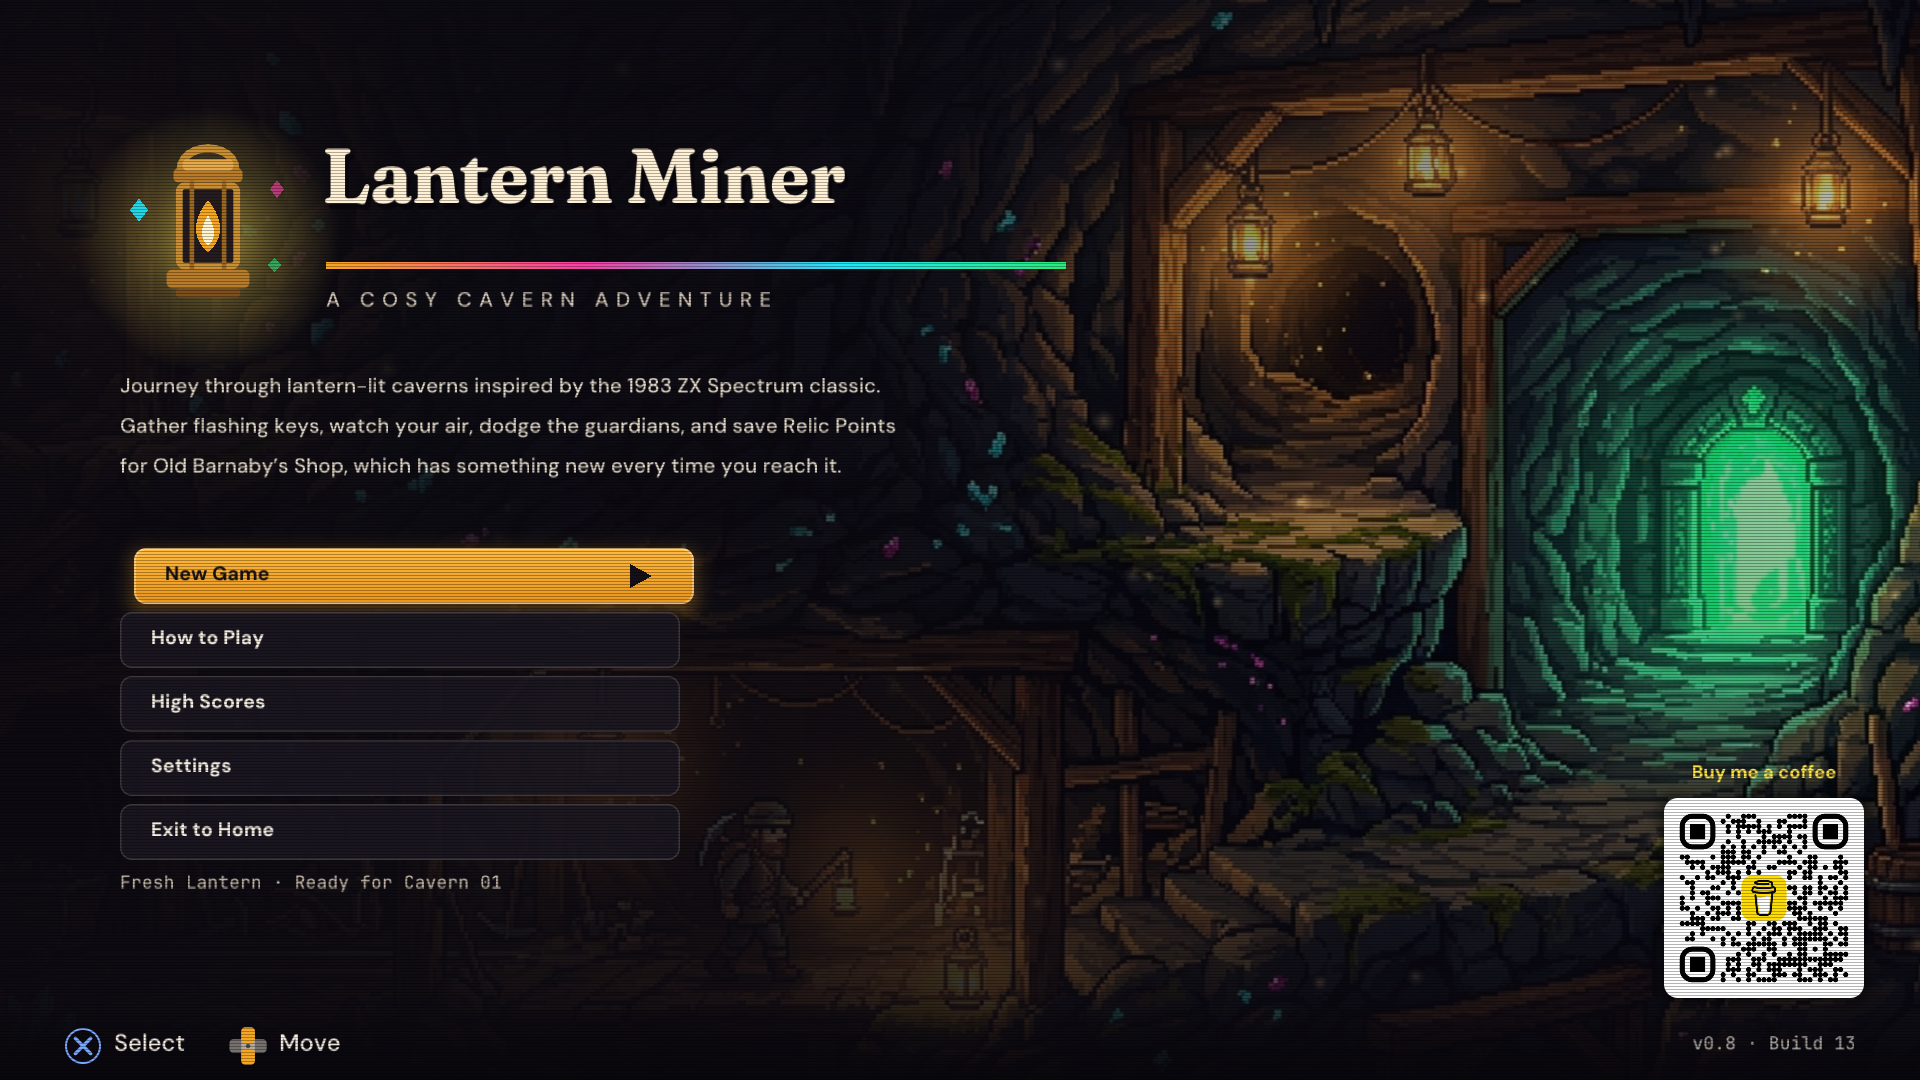 Lantern Miner
A COSY CAVERN ADVENTURE
Journey through lantern-lit caverns inspired by the 1983 ZX Spectrum classic.
Gather flashing keys, watch your air, dodge the guardians, and save Relic Points
for Old Barnaby’s Shop, which has something new every time you reach it.
New Game
How to Play
High Scores
Settings
Exit to Home
Fresh Lantern · Ready for Cavern 01
Buy me a coffee
Select
Move
v0.8 · Build 13